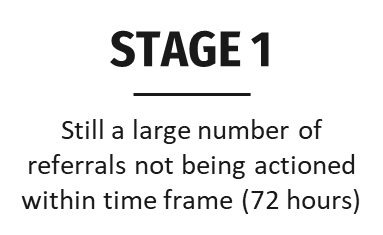 STAGE 1
Still a large number of
referrals not being actioned
within time frame (72 hours)